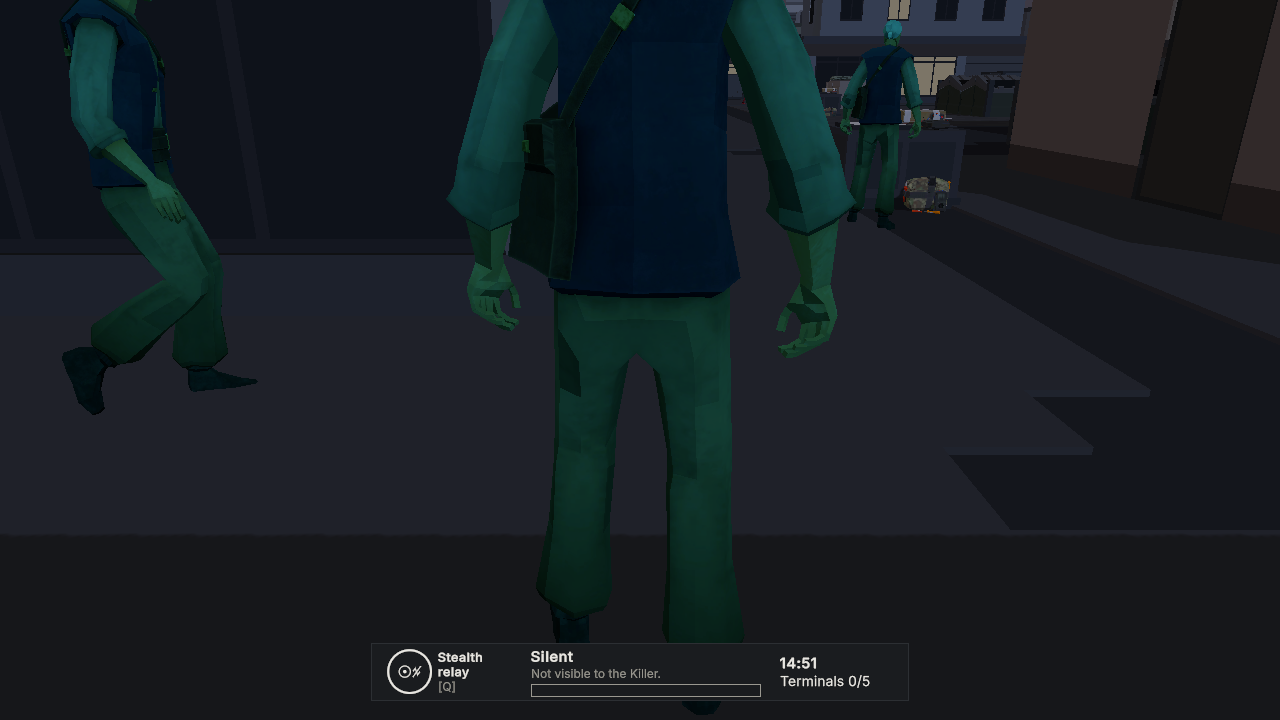 Stealth
relay
[Q]
Silent
Not visible to the Killer.
14:51
Terminals 0/5